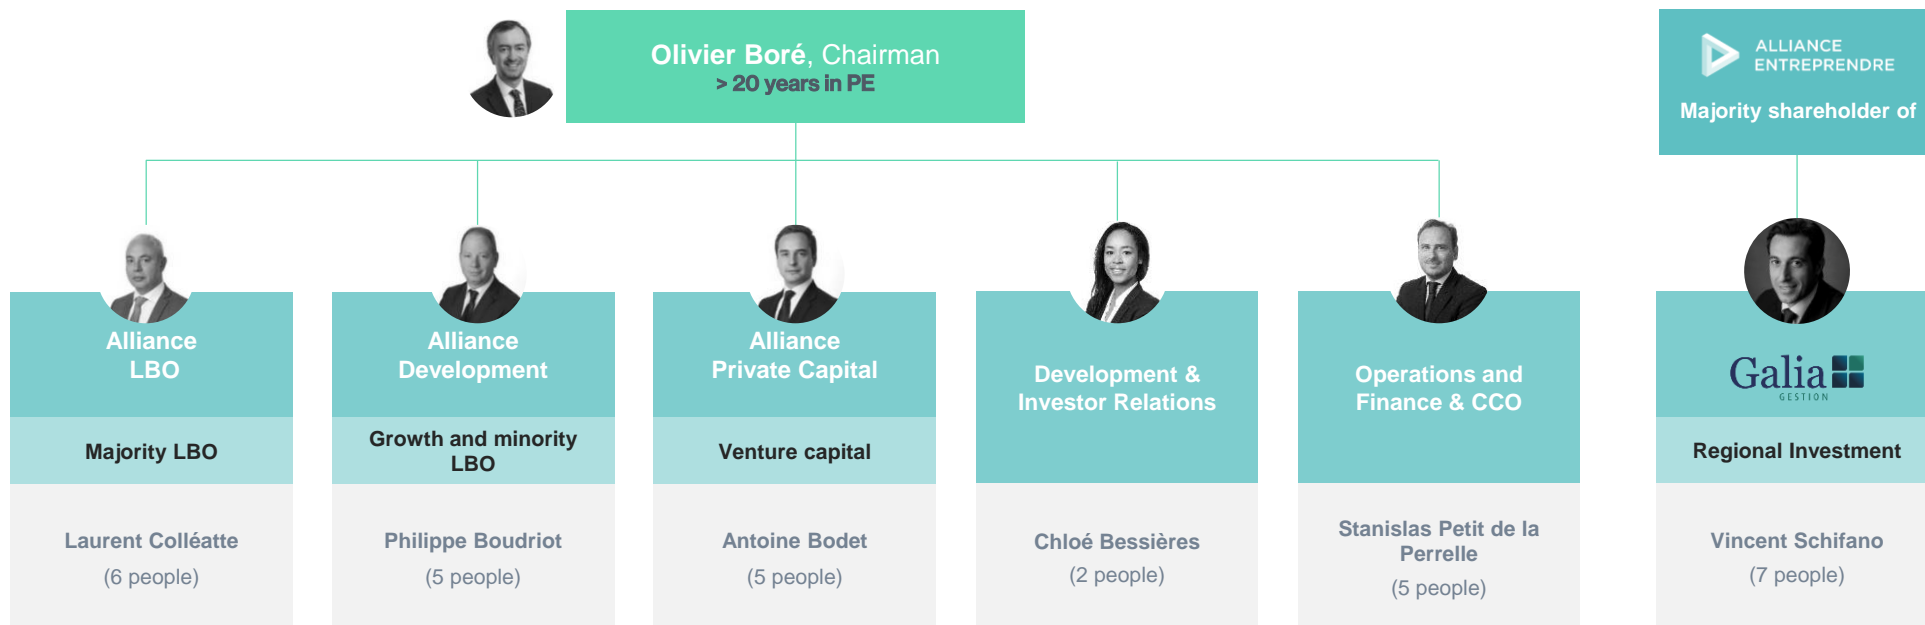 Olivier Boré, Chairman
> 20 years in PE
ALLIANCE
ENTREPRENDRE
Majority shareholder of
Alliance
LBO
Majority LBO
Laurent Colléatte
(6 people)
Alliance
Development
Growth and minority
LBO
Philippe Boudriot
(5 people)
Alliance
Private Capital
Venture capital
Antoine Bodet
(5 people)
Development &
Investor Relations
Chloé Bessières
(2 people)
Operations and
Finance & CCO
Stanislas Petit de la
Perrelle
(5 people)
Galia
GESTION
Regional Investment
Vincent Schifano
(7 people)